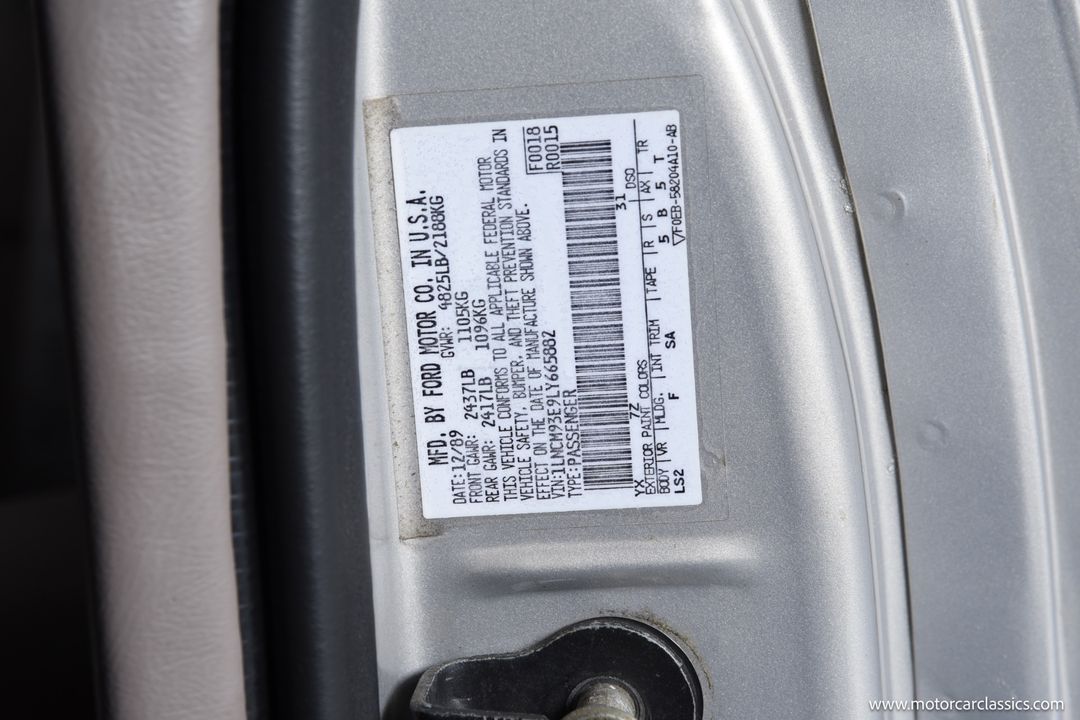 MFD. BY FORD MOTOR CO. IN U.S.A.
DATE:12/89 GVWR: 4825LB/2188KG
FRONT GAWR: 2437LB 1105KG
REAR GAWR: 2417LB 1096KG
THIS VEHICLE CONFORMS TO ALL APPLICABLE FEDERAL MOTOR
VEHICLE SAFETY, BUMPER, AND THEFT PREVENTION STANDARDS IN
EFFECT ON THE DATE OF MANUFACTURE SHOWN ABOVE.
VIN:1LNCM93E9LY665882 F0018
TYPE:PASSENGER R0015
YX 7Z 31 DSO
EXTERIOR PAINT COLORS
BODY VR MLDG. INT TRIM TAPE R S AX TR
LS2 F SA 5 B 5 T
F0EB-58204A10-AB
www.motorcarclassics.com